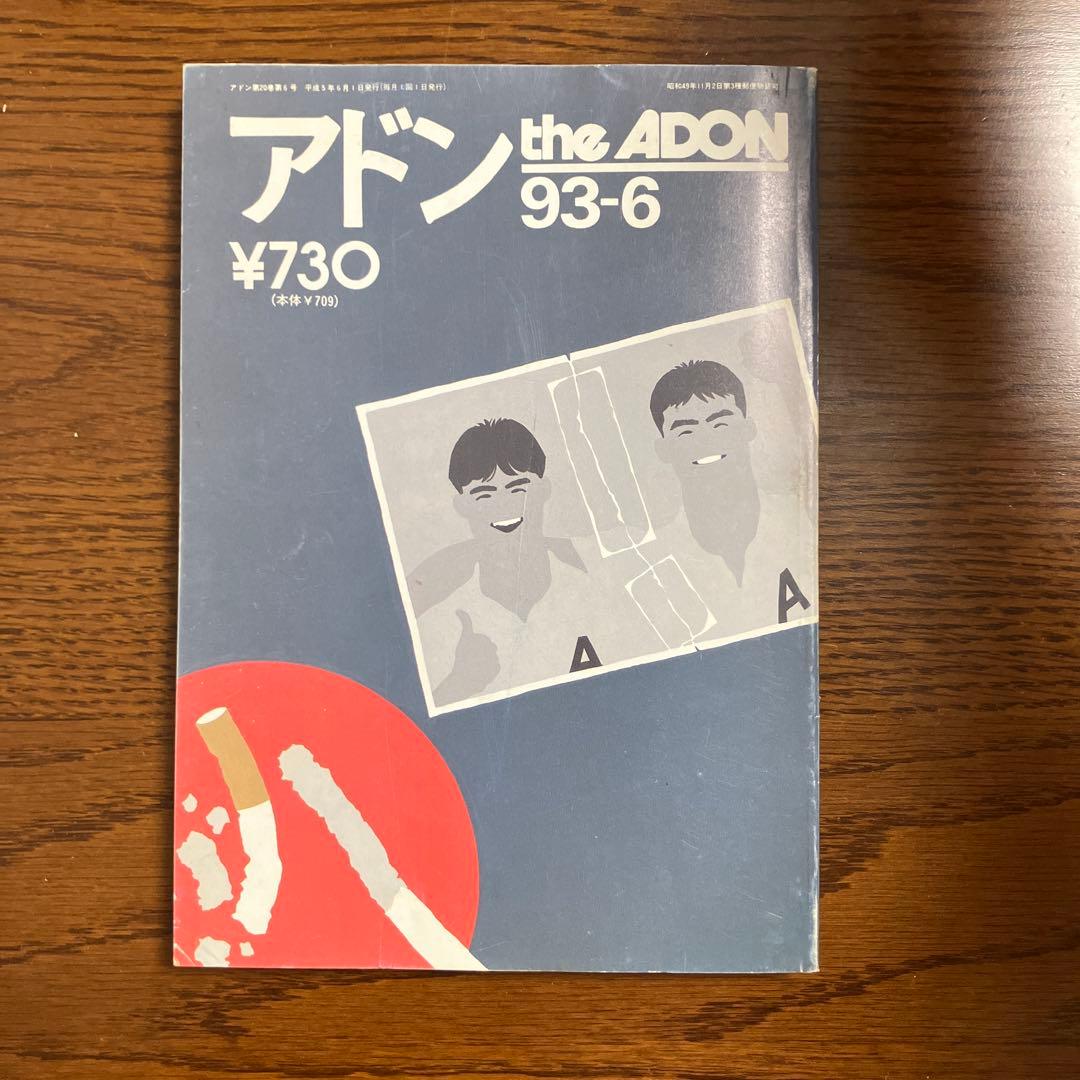 アドン第20巻第6号 平成5年6月1日発行(毎月1回1日発行)
昭和49年11月2日第3種郵便物認可
アドン
the ADON
93-6
¥730
(本体¥709)
A
A